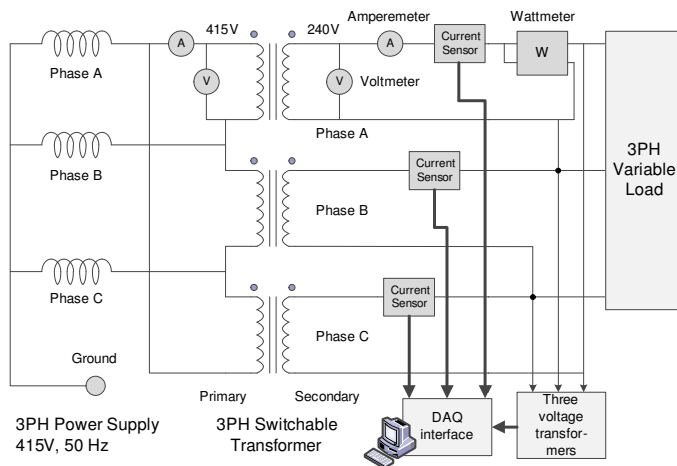 415V
240V
Amperemeter
Wattmeter
A
A
Current
Sensor
W
Phase A
V
V
Voltmeter
Phase A
3PH
Variable
Load
Phase B
Current
Sensor
Phase B
Phase C
Current
Sensor
Phase C
Ground
Primary
Secondary
3PH Power Supply
415V, 50 Hz
3PH Switchable
Transformer
DAQ
interface
Three
voltage
transfor-
mers